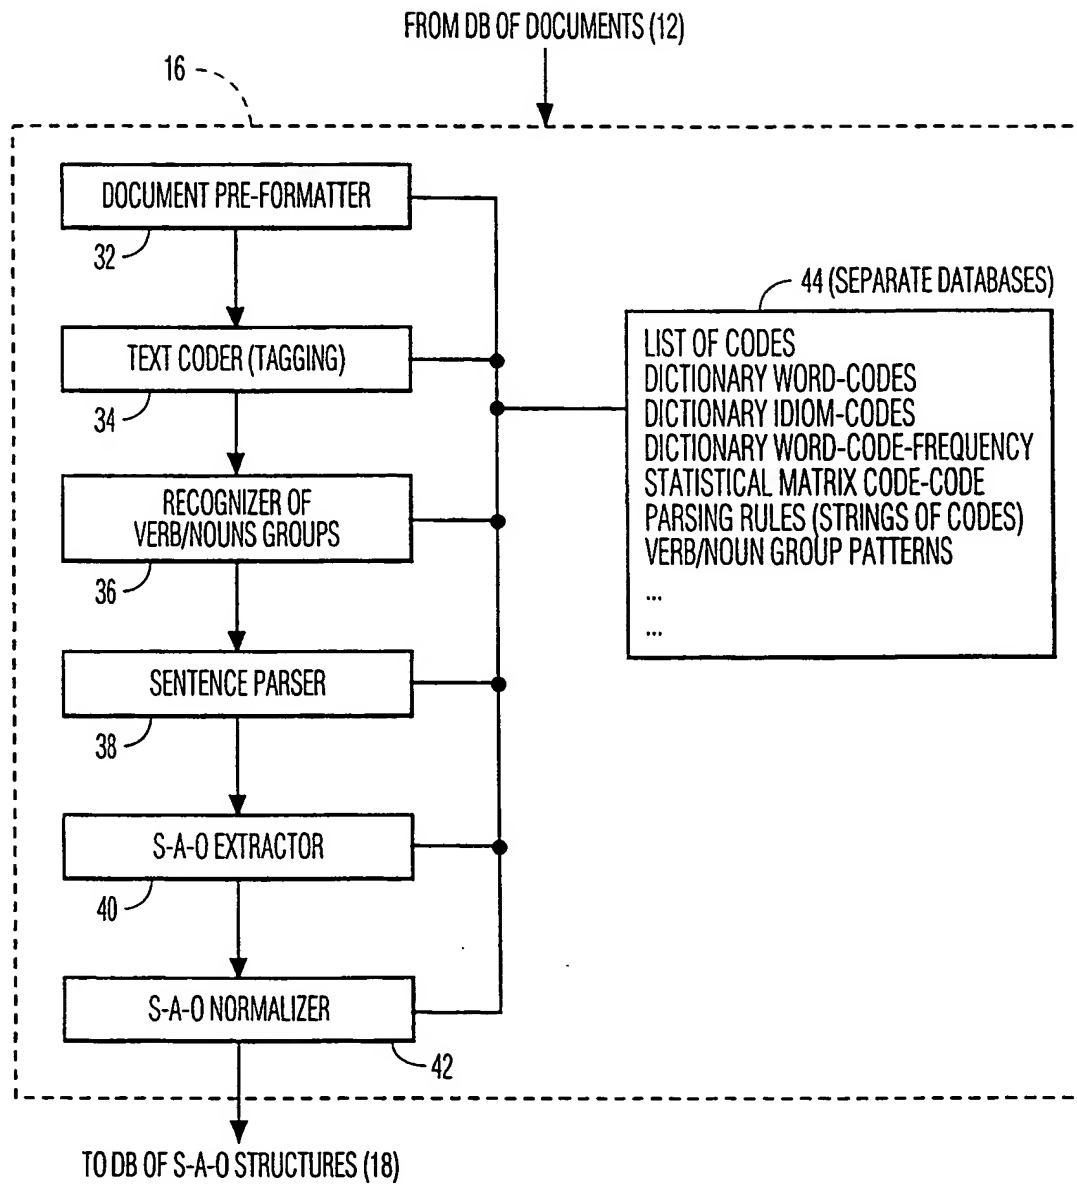 FROM DB OF DOCUMENTS (12)
16
DOCUMENT PRE-FORMATTER
32
44 (SEPARATE DATABASES)
TEXT CODER (TAGGING)
34
LIST OF CODES
DICTIONARY WORD-CODES
DICTIONARY IDIOM-CODES
DICTIONARY WORD-CODE-FREQUENCY
STATISTICAL MATRIX CODE-CODE
PARSING RULES (STRINGS OF CODES)
VERB/NOUN GROUP PATTERNS
...
...
RECOGNIZER OF
VERB/NOUNS GROUPS
36
SENTENCE PARSER
38
S-A-O EXTRACTOR
40
S-A-O NORMALIZER
42
TO DB OF S-A-O STRUCTURES (18)